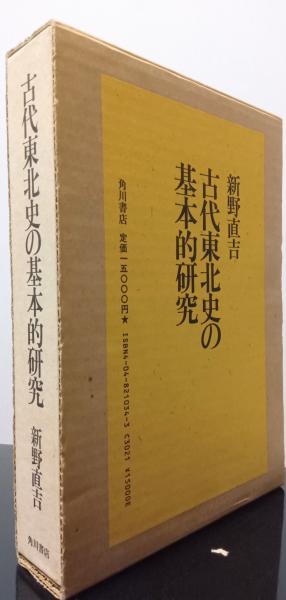 古代東北史の基本的研究
新野直吉
角川書店
新野直吉
古代東北史の
基本的研究
角川書店 定価一五〇〇〇円★
ISBN4-04-821034-3 C3021 ¥15000E